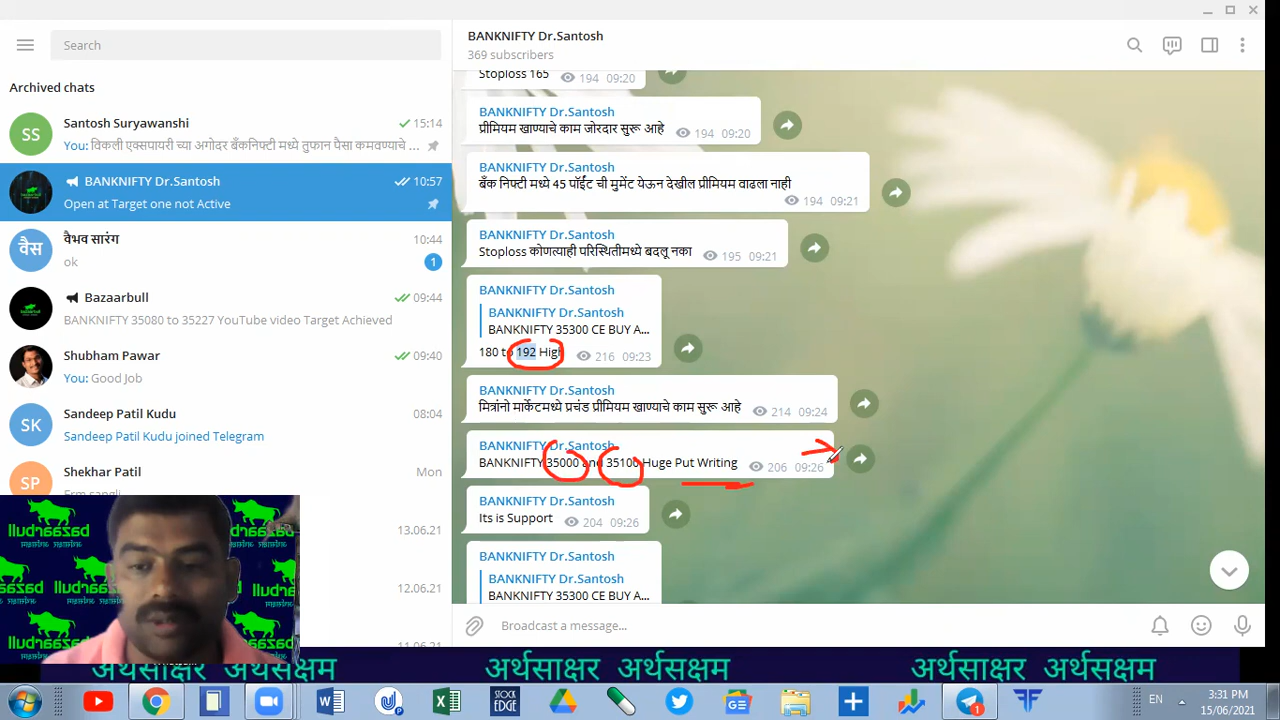 Search
Archived chats
SS
Santosh Suryawanshi
15:14
You: विकली एक्सपायरी च्या अगोदर बँकनिफ्टी मध्ये तुफान पैसा कमवण्याचे ...
BANKNIFTY Dr.Santosh
10:57
Open at Target one not Active
वैस
वैभव सारंग
10:44
ok
1
Bazaarbull
09:44
BANKNIFTY 35080 to 35227 YouTube video Target Achieved
Shubham Pawar
09:40
You: Good Job
SK
Sandeep Patil Kudu
08:04
Sandeep Patil Kudu joined Telegram
SP
Shekhar Patil
Mon
13.06.21
12.06.21
BANKNIFTY Dr.Santosh
369 subscribers
Stoploss 165
194 09:20
BANKNIFTY Dr.Santosh
प्रीमियम खाण्याचे काम जोरदार सुरू आहे
194 09:20
BANKNIFTY Dr.Santosh
बँक निफ्टी मध्ये 45 पॉईंट ची मुमेंट येऊन देखील प्रीमियम वाढला नाही
194 09:21
BANKNIFTY Dr.Santosh
Stoploss कोणत्याही परिस्थितीमध्ये बदलू नका
195 09:21
BANKNIFTY Dr.Santosh
BANKNIFTY Dr.Santosh
BANKNIFTY 35300 CE BUY A...
180 to 192 High
216 09:23
BANKNIFTY Dr.Santosh
मित्रांनो मार्केटमध्ये प्रचंड प्रीमियम खाण्याचे काम सुरू आहे
214 09:24
BANKNIFTY Dr.Santosh
BANKNIFTY 35000 and 35100 Huge Put Writing
206 09:26
BANKNIFTY Dr.Santosh
Its is Support
204 09:26
BANKNIFTY Dr.Santosh
BANKNIFTY Dr.Santosh
BANKNIFTY 35300 CE BUY A...
Broadcast a message...
bazaarbull
अर्थसाक्षर अर्थसक्षम
अर्थसाक्षर अर्थसक्षम अर्थसाक्षर अर्थसक्षम
STOCK
EDGE
1
EN
3:31 PM
15/06/2021